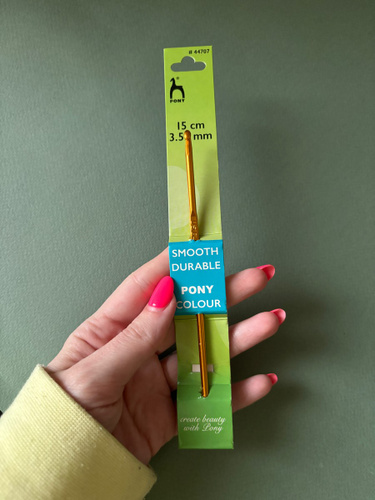 R 44707
PONY
15 cm
3.50 mm
SMOOTH
DURABLE
PONY
COLOUR
create beauty
with Pony